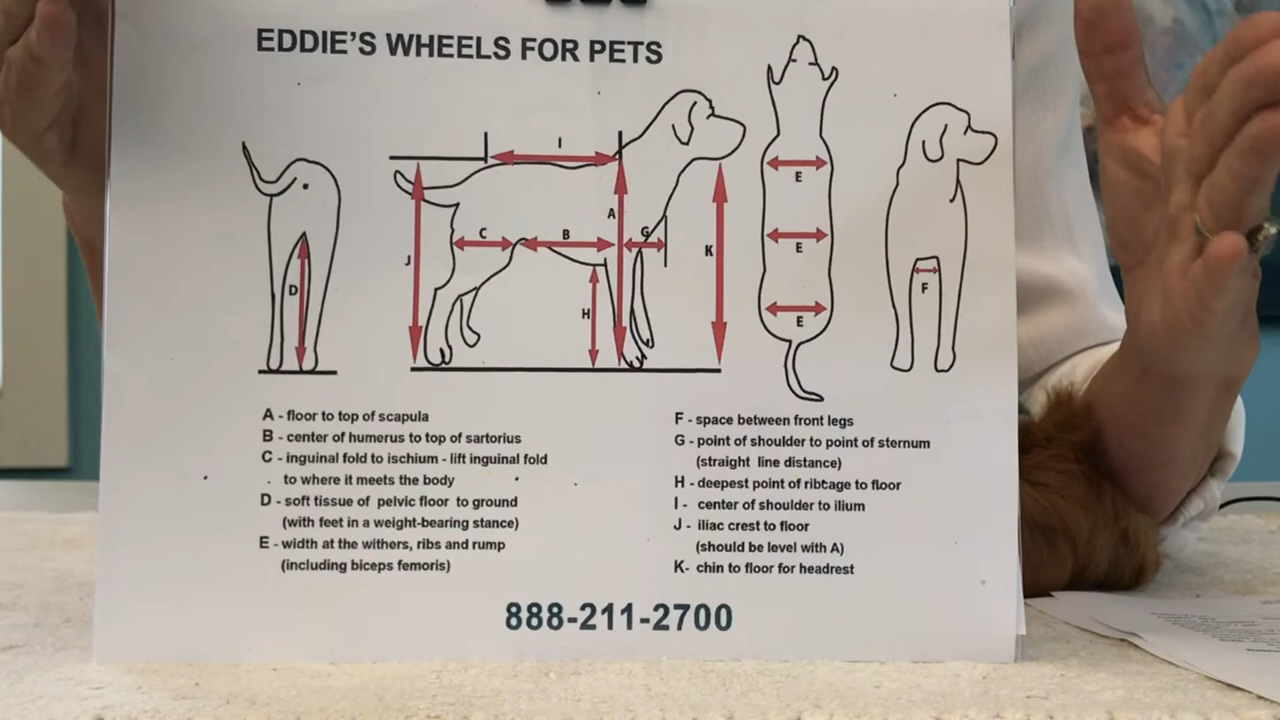 EDDIE'S WHEELS FOR PETS
I
A
C
B
G
J
K
D
H
E
E
E
F
A - floor to top of scapula
B - center of humerus to top of sartorius
C - inguinal fold to ischium - lift inguinal fold
to where it meets the body
D - soft tissue of pelvic floor to ground
(with feet in a weight-bearing stance)
E - width at the withers, ribs and rump
(including biceps femoris)
F - space between front legs
G - point of shoulder to point of sternum
(straight line distance)
H - deepest point of ribcage to floor
I - center of shoulder to ilium
J - iliac crest to floor
(should be level with A)
K- chin to floor for headrest
888-211-2700